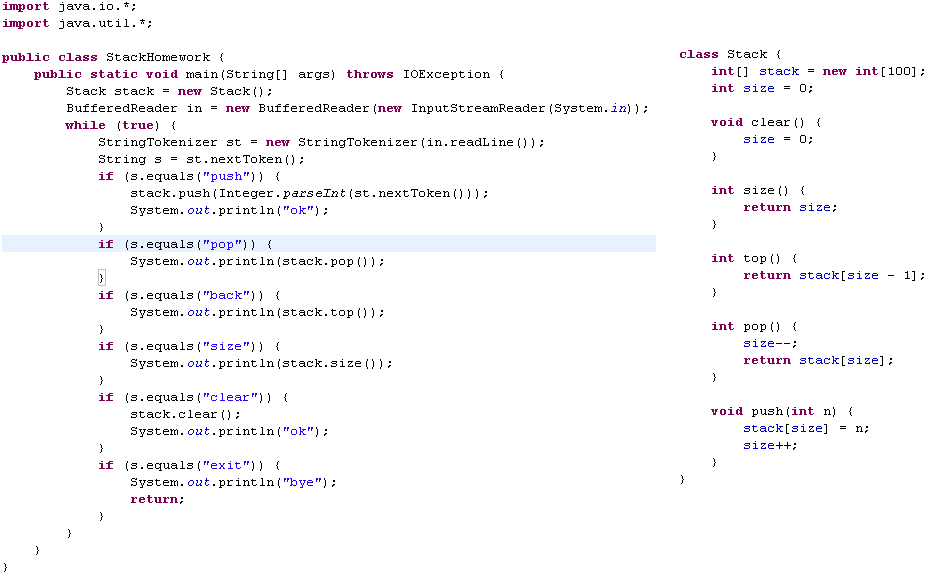 import java.io.*;
import java.util.*;

public class StackHomework {
    public static void main(String[] args) throws IOException {
        Stack stack = new Stack();
        BufferedReader in = new BufferedReader(new InputStreamReader(System.in));
        while (true) {
            StringTokenizer st = new StringTokenizer(in.readLine());
            String s = st.nextToken();
            if (s.equals("push")) {
                stack.push(Integer.parseInt(st.nextToken()));
                System.out.println("ok");
            }
            if (s.equals("pop")) {
                System.out.println(stack.pop());
            }
            if (s.equals("back")) {
                System.out.println(stack.top());
            }
            if (s.equals("size")) {
                System.out.println(stack.size());
            }
            if (s.equals("clear")) {
                stack.clear();
                System.out.println("ok");
            }
            if (s.equals("exit")) {
                System.out.println("bye");
                return;
            }
        }
    }
}
class Stack {
    int[] stack = new int[100];
    int size = 0;

    void clear() {
        size = 0;
    }

    int size() {
        return size;
    }

    int top() {
        return stack[size - 1];
    }

    int pop() {
        size--;
        return stack[size];
    }

    void push(int n) {
        stack[size] = n;
        size++;
    }
}